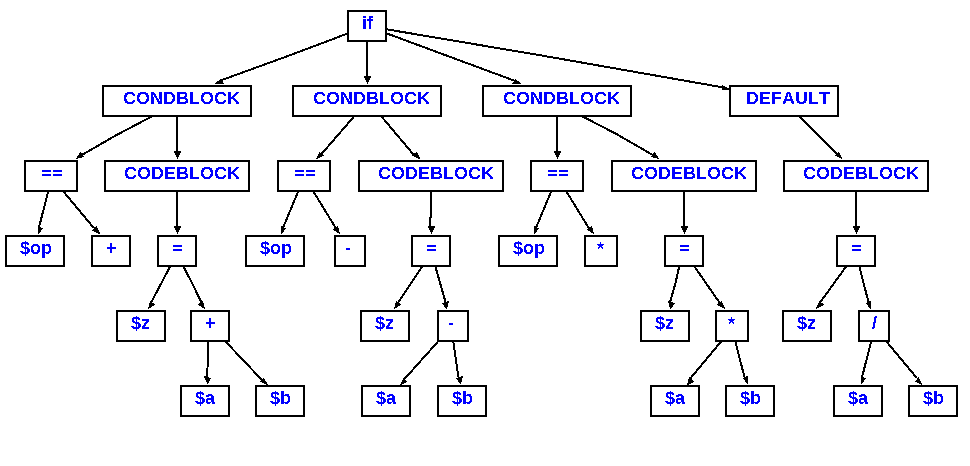 if
CONDBLOCK CONDBLOCK CONDBLOCK DEFAULT
== CODEBLOCK == CODEBLOCK == CODEBLOCK CODEBLOCK
$op + = $op - = $op * = =
$z + $z - $z * $z /
$a $b $a $b $a $b $a $b